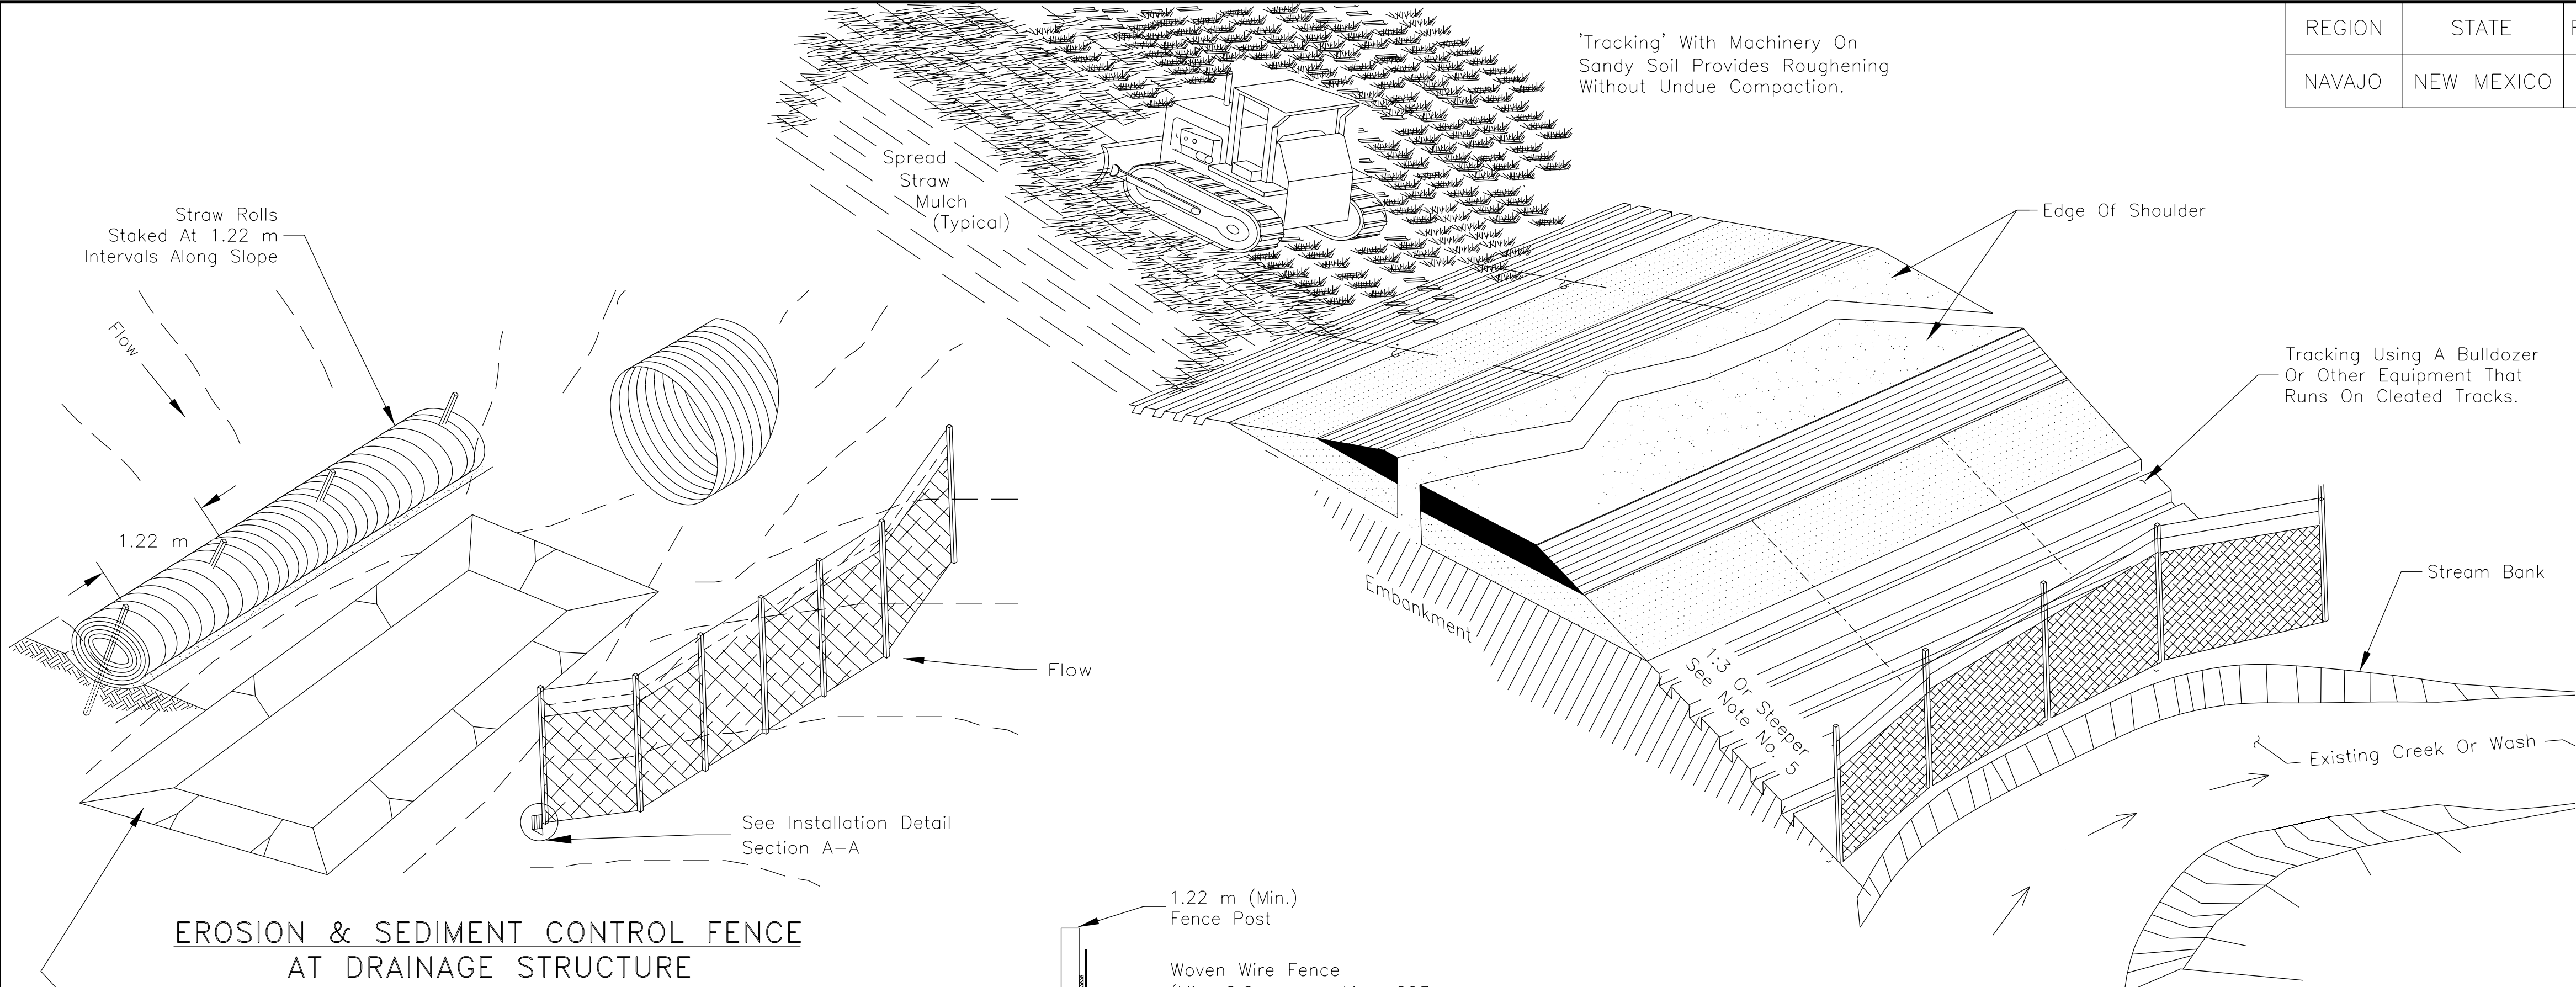 REGION
STATE
NAVAJO
NEW MEXICO
'Tracking' With Machinery On
Sandy Soil Provides Roughening
Without Undue Compaction.
Spread
Straw
Mulch
(Typical)
Straw Rolls
Staked At 1.22 m
Intervals Along Slope
Edge Of Shoulder
Flow
Tracking Using A Bulldozer
Or Other Equipment That
Runs On Cleated Tracks.
1.22 m
Embankment
Stream Bank
Flow
1:3 Or Steeper
See Note No. 5
Existing Creek Or Wash
See Installation Detail
Section A-A
1.22 m (Min.)
Fence Post
EROSION & SEDIMENT CONTROL FENCE
AT DRAINAGE STRUCTURE
Woven Wire Fence